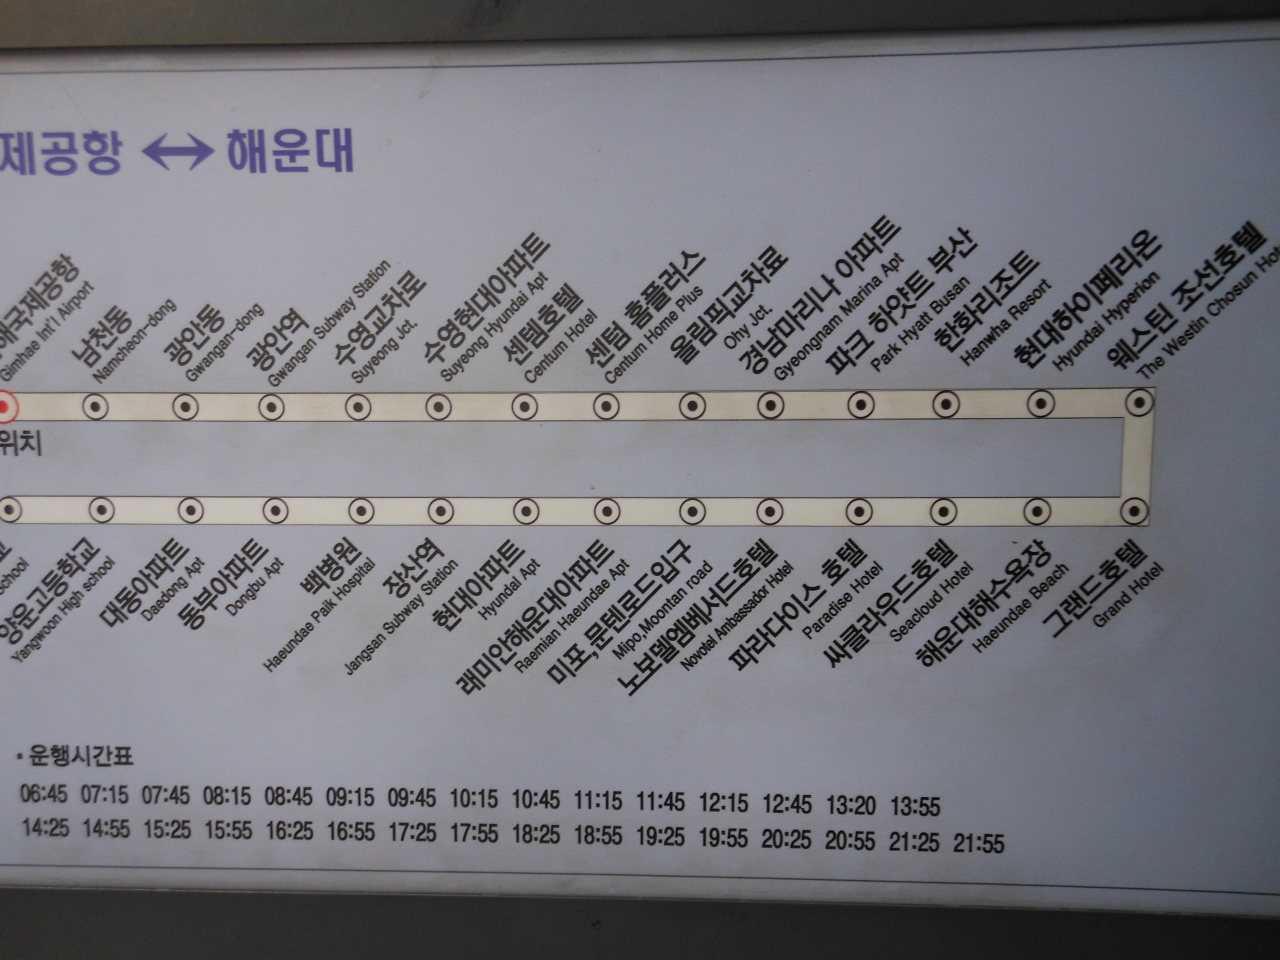 제공항 ↔ 해운대
해국제공항
Gimhae Int'l Airport
남천동
Namcheon-dong
광안동
Gwangan-dong
광안역
Gwangan Subway Station
수영교차로
Suyeong Jct.
수영현대아파트
Suyeong Hyundai Apt
센텀호텔
Centum Hotel
센텀 홈플러스
Centum Home Plus
올림픽교차료
Ohy Jct.
경남마리나 아파트
Gyeongnam Marina Apt
파크 하얏트 부산
Park Hyatt Busan
한화리조트
Hanwha Resort
현대하이페리온
Hyundai Hyperion
웨스틴 조선호텔
The Westin Chosun Hot
위치
교
School
양운고등학교
Yangwoon High school
대동아파트
Daedong Apt
동부아파트
Dongbu Apt
백병원
Haeundae Paik Hospital
장산역
Jangsan Subway Station
현대아파트
Hyundai Apt
래미안해운대아파트
Raemian Haeundae Apt
미포,문텐로드입구
Mipo,Moontan road
노보텔엠베서드호텔
Novotel Ambassador Hotel
파라다이스 호텔
Paradise Hotel
씨클라우드호텔
Seacloud Hotel
해운대해수욕장
Haeundae Beach
그랜드호텔
Grand Hotel
▪ 운행시간표
06:45 07:15 07:45 08:15 08:45 09:15 09:45 10:15 10:45 11:15 11:45 12:15 12:45 13:20 13:55
14:25 14:55 15:25 15:55 16:25 16:55 17:25 17:55 18:25 18:55 19:25 19:55 20:25 20:55 21:25 21:55